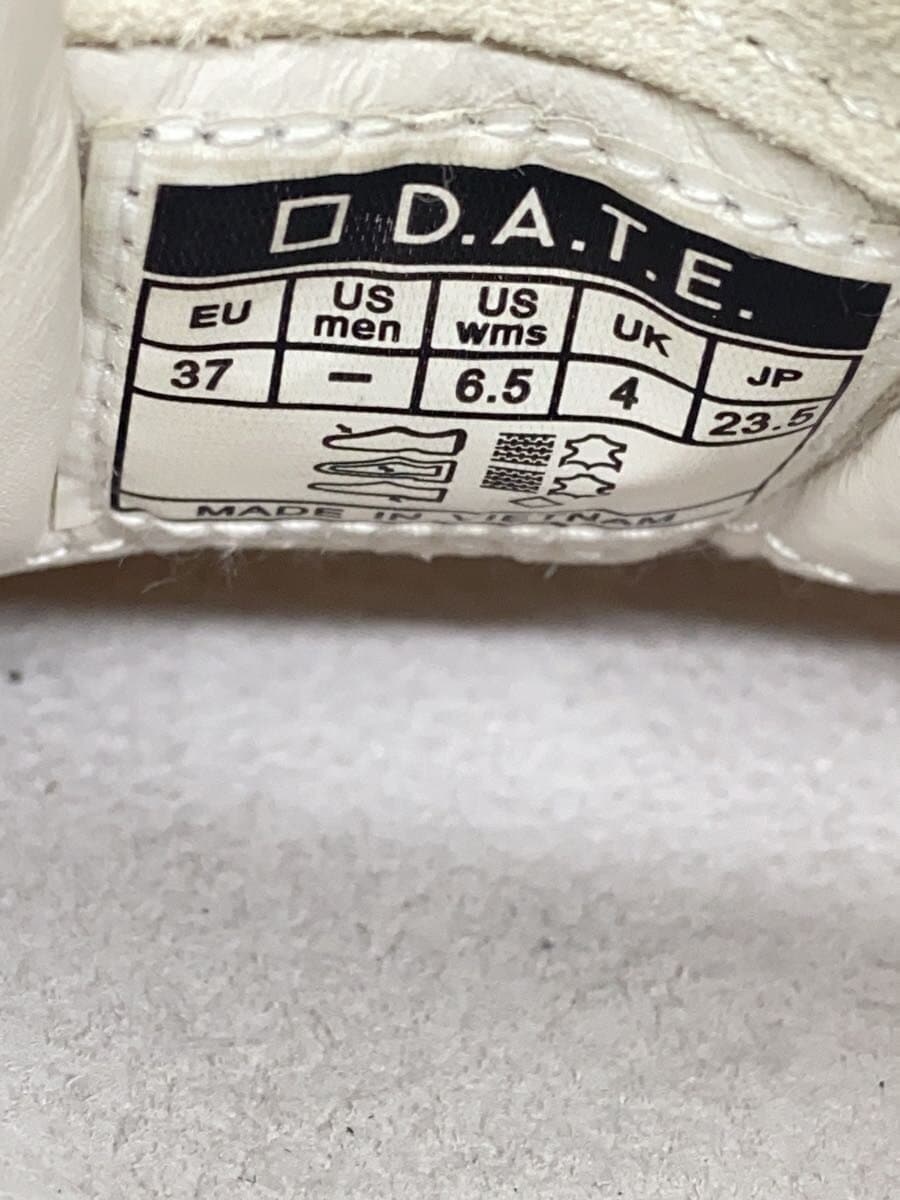 D.A.T.E.
EU US men US wms UK JP
37 – 6.5 4 23.5
MADE IN VIETNAM